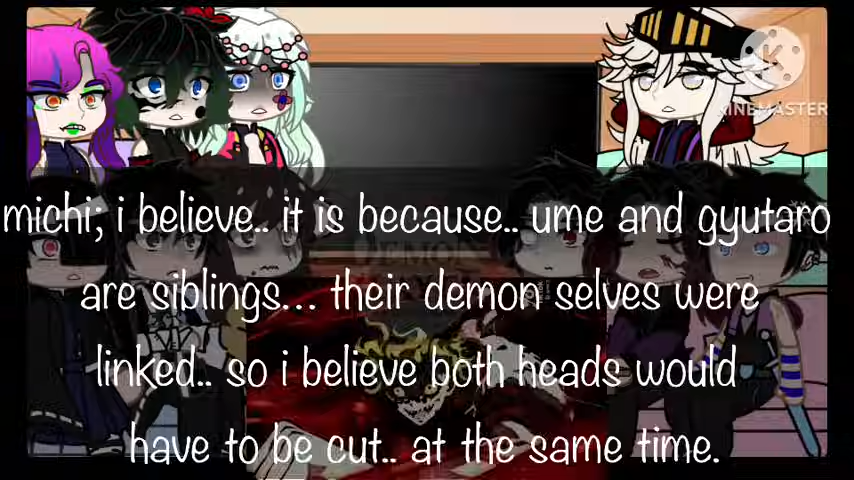 K
KINEMASTER
michi; i believe.. it is because.. ume and gyutaro
are siblings... their demon selves were
linked.. so i believe both heads would
have to be cut.. at the same time.
DEMON